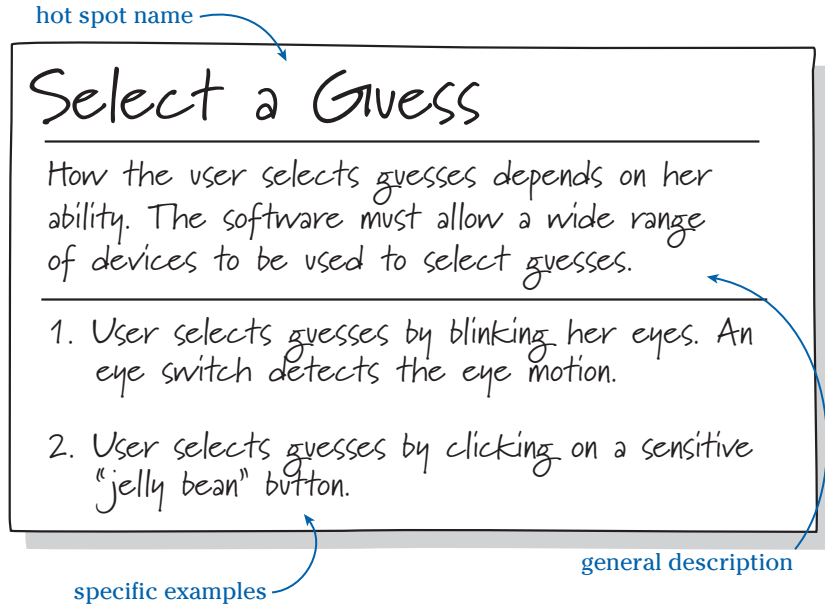 hot spot name
Select a Guess
How the user selects guesses depends on her
ability. The software must allow a wide range
of devices to be used to select guesses.
1. User selects guesses by blinking her eyes. An
eye switch detects the eye motion.
2. User selects guesses by clicking on a sensitive
"jelly bean" button.
general description
specific examples